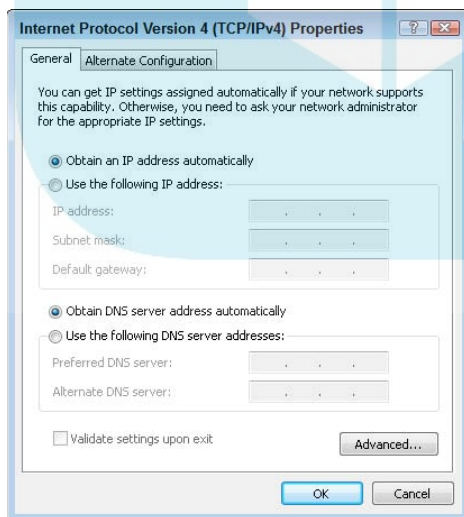 Internet Protocol Version 4 (TCP/IPv4) Properties
General Alternate Configuration
You can get IP settings assigned automatically if your network supports
this capability. Otherwise, you need to ask your network administrator
for the appropriate IP settings.
Obtain an IP address automatically
Use the following IP address:
IP address:
Subnet mask:
Default gateway:
Obtain DNS server address automatically
Use the following DNS server addresses:
Preferred DNS server:
Alternate DNS server:
Validate settings upon exit
Advanced...
OK Cancel